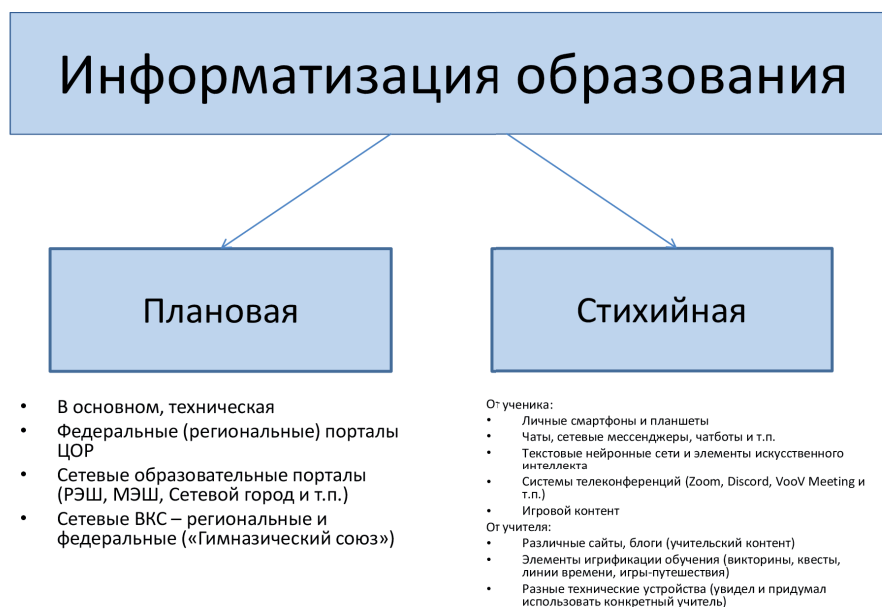 Информатизация образования
Плановая
Стихийная
• В основном, техническая
• Федеральные (региональные) порталы
ЦОР
• Сетевые образовательные порталы
(РЭШ, МЭШ, Сетевой город и т.п.)
• Сетевые ВКС – региональные и
федеральные («Гимназический союз»)
От ученика:
• Личные смартфоны и планшеты
• Чаты, сетевые мессенджеры, чатботы и т.п.
• Текстовые нейронные сети и элементы искусственного
интеллекта
• Системы телеконференций (Zoom, Discord, VooV Meeting и
т.п.)
• Игровой контент
От учителя:
• Различные сайты, блоги (учительский контент)
• Элементы игрификации обучения (викторины, квесты,
линии времени, игры-путешествия)
• Разные технические устройства (увидел и придумал
использовать конкретный учитель)